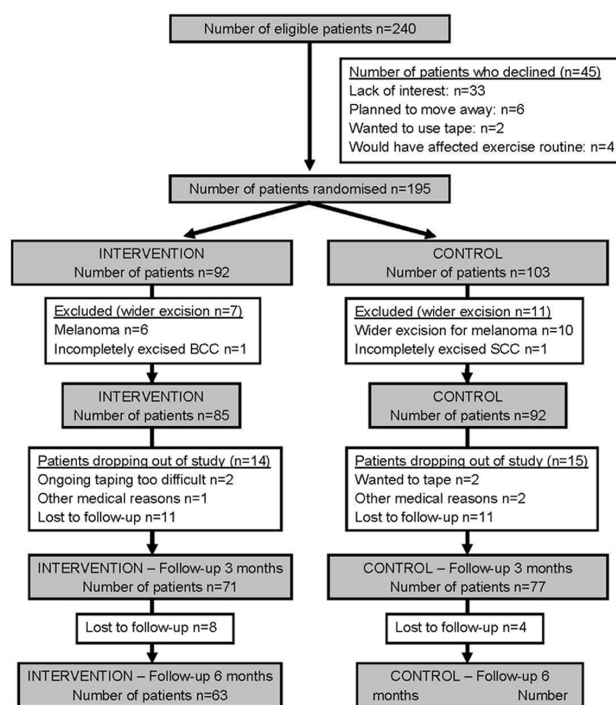 Number of eligible patients n=240
Number of patients who declined (n=45)
Lack of interest: n=33
Planned to move away: n=6
Wanted to use tape: n=2
Would have affected exercise routine: n=4
Number of patients randomised n=195
INTERVENTION
Number of patients n=92
CONTROL
Number of patients n=103
Excluded (wider excision n=7)
Melanoma n=6
Incompletely excised BCC n=1
Excluded (wider excision n=11)
Wider excision for melanoma n=10
Incompletely excised SCC n=1
INTERVENTION
Number of patients n=85
CONTROL
Number of patients n=92
Patients dropping out of study (n=14)
Ongoing taping too difficult n=2
Other medical reasons n=1
Lost to follow-up n=11
Patients dropping out of study (n=15)
Wanted to tape n=2
Other medical reasons n=2
Lost to follow-up n=11
INTERVENTION – Follow-up 3 months
Number of patients n=71
CONTROL – Follow-up 3 months
Number of patients n=77
Lost to follow-up n=8
Lost to follow-up n=4
INTERVENTION – Follow-up 6 months
Number of patients n=63
CONTROL – Follow-up 6
months Number